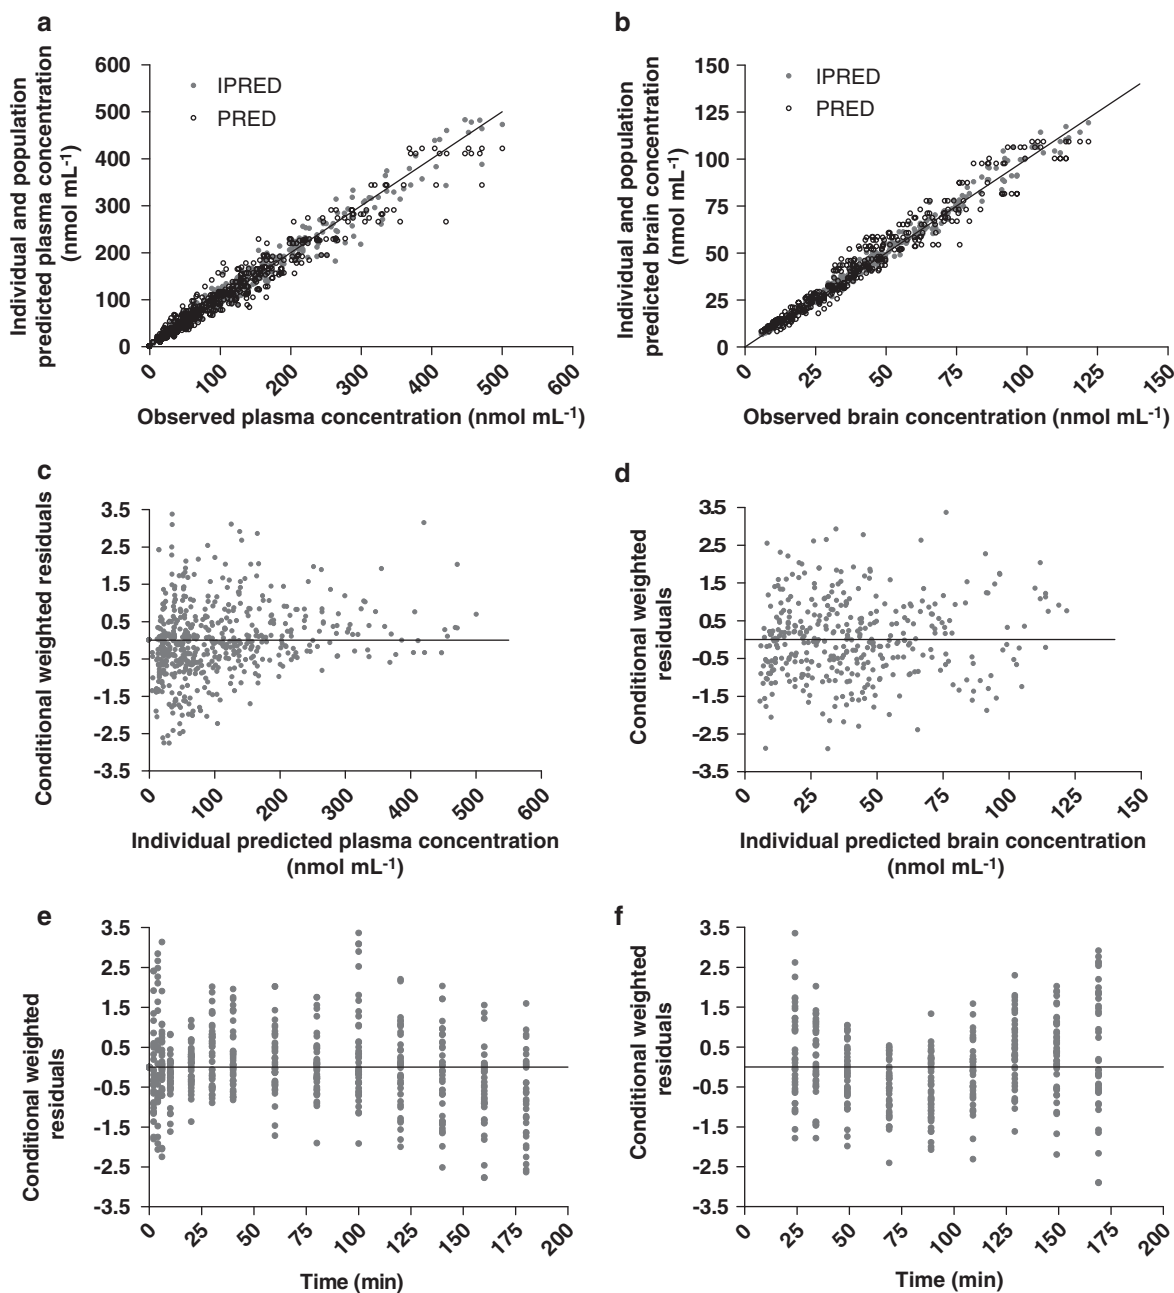 a
Individual and population
predicted plasma concentration
(nmol mL-1)
600
500
400
300
200
100
0
IPRED
PRED
0
100
200
300
400
500
600
Observed plasma concentration (nmol mL-1)
b
Individual and population
predicted brain concentration
(nmol mL-1)
150
125
100
75
50
25
0
IPRED
PRED
0
25
50
75
100
125
150
Observed brain concentration (nmol mL-1)
c
Conditional weighted residuals
3.5
2.5
1.5
0.5
-0.5
-1.5
-2.5
-3.5
0
100
200
300
400
500
600
Individual predicted plasma concentration
(nmol mL-1)
d
Conditional weighted
residuals
3.5
2.5
1.5
0.5
-0.5
-1.5
-2.5
-3.5
0
25
50
75
100
125
150
Individual predicted brain concentration
(nmol mL-1)
e
Conditional weighted
residuals
3.5
2.5
1.5
0.5
-0.5
-1.5
-2.5
-3.5
0
25
50
75
100
125
150
175
200
Time (min)
f
Conditional weighted
residuals
3.5
2.5
1.5
0.5
-0.5
-1.5
-2.5
-3.5
0
25
50
75
100
125
150
175
200
Time (min)